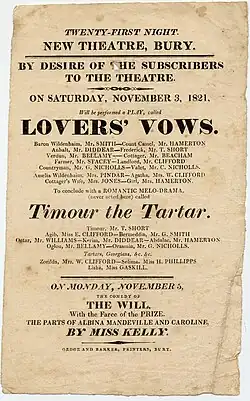 TWENTY-FIRST NIGHT.
NEW THEATRE, BURY.
BY DESIRE OF THE SUBSCRIBERS
TO THE THEATRE.
ON SATURDAY, NOVEMBER 3, 1821,
Will be performed a PLAY, called
LOVERS' VOWS.
Baron Wildenhaim, Mr. SMITH—Count Cassel, Mr. HAMERTON
Anhalt, Mr. DIDDEAR—Frederick, Mr. T. SHORT
Verdun, Mr. BELLAMY—Cottager, Mr. BEACHAM
Farmer, Mr. STACEY—Landlord, Mr. CLIFFORD
Countryman, Mr. G. NICHOLLS—Valet, Mr. C. NICHOLLS.
Amelia Wildenhaim, Mrs. PINDAR—Agatha, Mrs. W. CLIFFORD
Cottager's Wife, Mrs. JONES—Girl, Mrs. HAMERTON.
To conclude with a ROMANTIC MELO-DRAMA,
(never acted here) called
Timour the Tartar.
Timour, Mr. T. SHORT
Agib, Miss E. CLIFFORD—Bermeddin, Mr. G. SMITH
Octar, Mr. WILLIAMS—Kerim, Mr. DIDDEAR—Abdalac, Mr. HAMERTON
Oglou, Mr. BELLAMY—Orasmin, Mr. G. NICHOLLS.
Tartars, Georgians, &c. &c.
Zorilda, Mrs. W. CLIFFORD—Selima, Miss H. PHILLIPPS
Liska, Miss GASKILL.
ON MONDAY, NOVEMBER 5,
THE COMEDY OF
THE WILL,
With the Farce of the PRIZE.
THE PARTS OF ALBINA MANDEVILLE AND CAROLINE,
BY MISS KELLY.
GEDGE AND BARKER, PRINTERS, BURY.